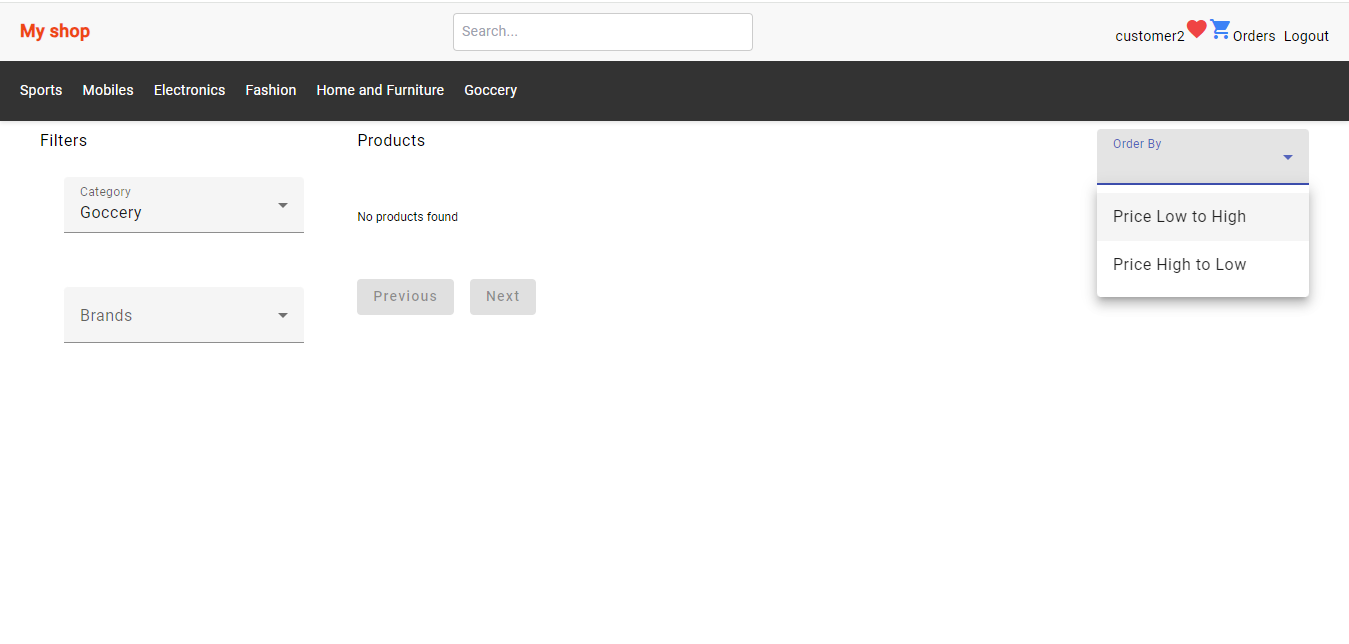 My shop
Search...
customer2 Orders Logout
Sports Mobiles Electronics Fashion Home and Furniture Goccery
Filters
Category
Goccery
Brands
Products
No products found
Previous Next
Order By
Price Low to High
Price High to Low